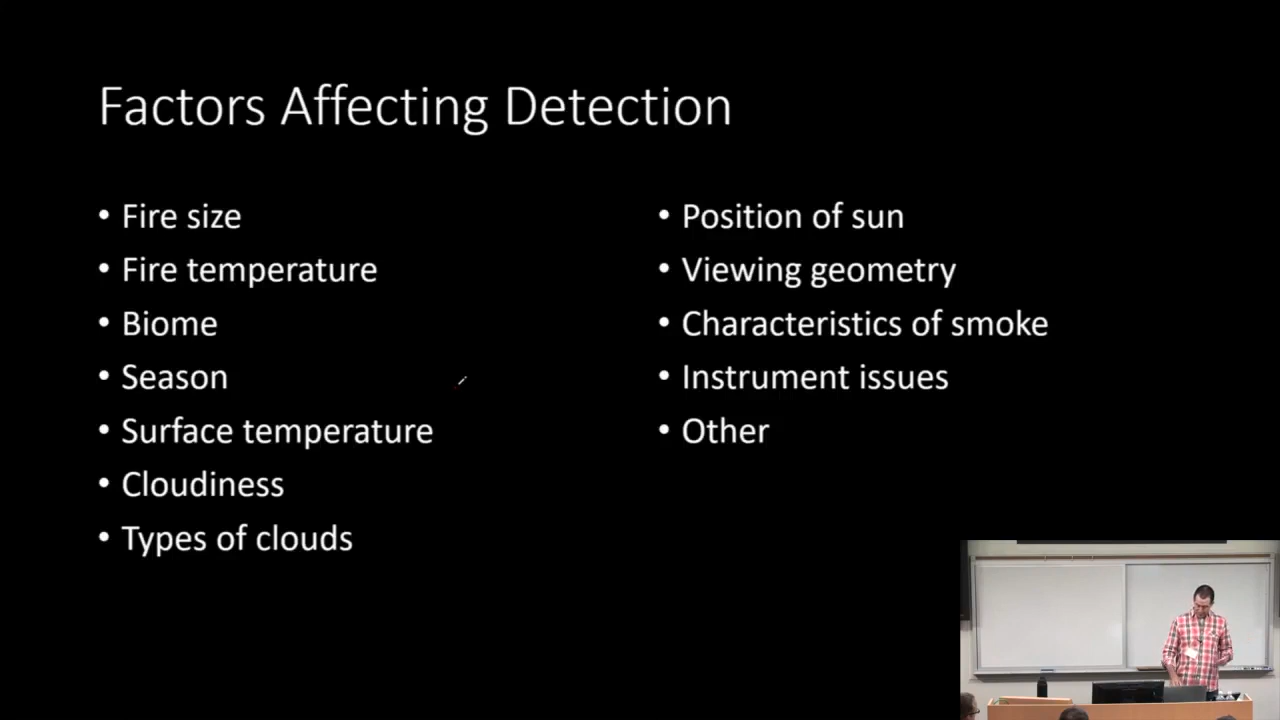 Factors Affecting Detection
• Fire size
• Fire temperature
• Biome
• Season
• Surface temperature
• Cloudiness
• Types of clouds
• Position of sun
• Viewing geometry
• Characteristics of smoke
• Instrument issues
• Other